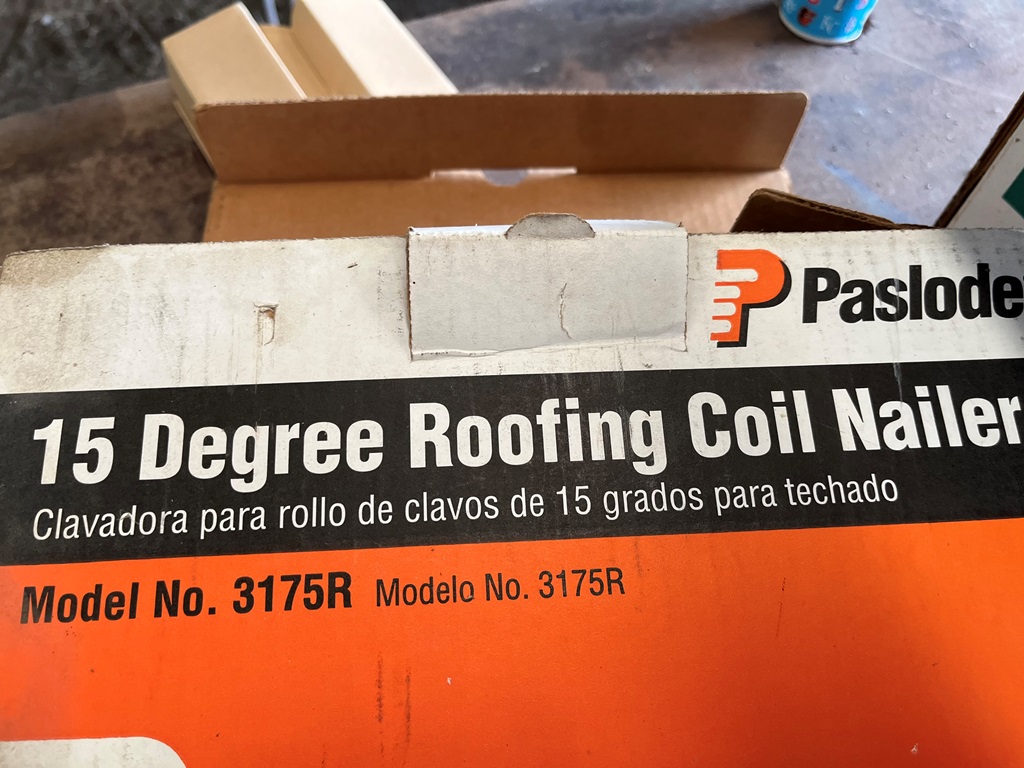 Paslode
15 Degree Roofing Coil Nailer
Clavadora para rollo de clavos de 15 grados para techado
Model No. 3175R Modelo No. 3175R